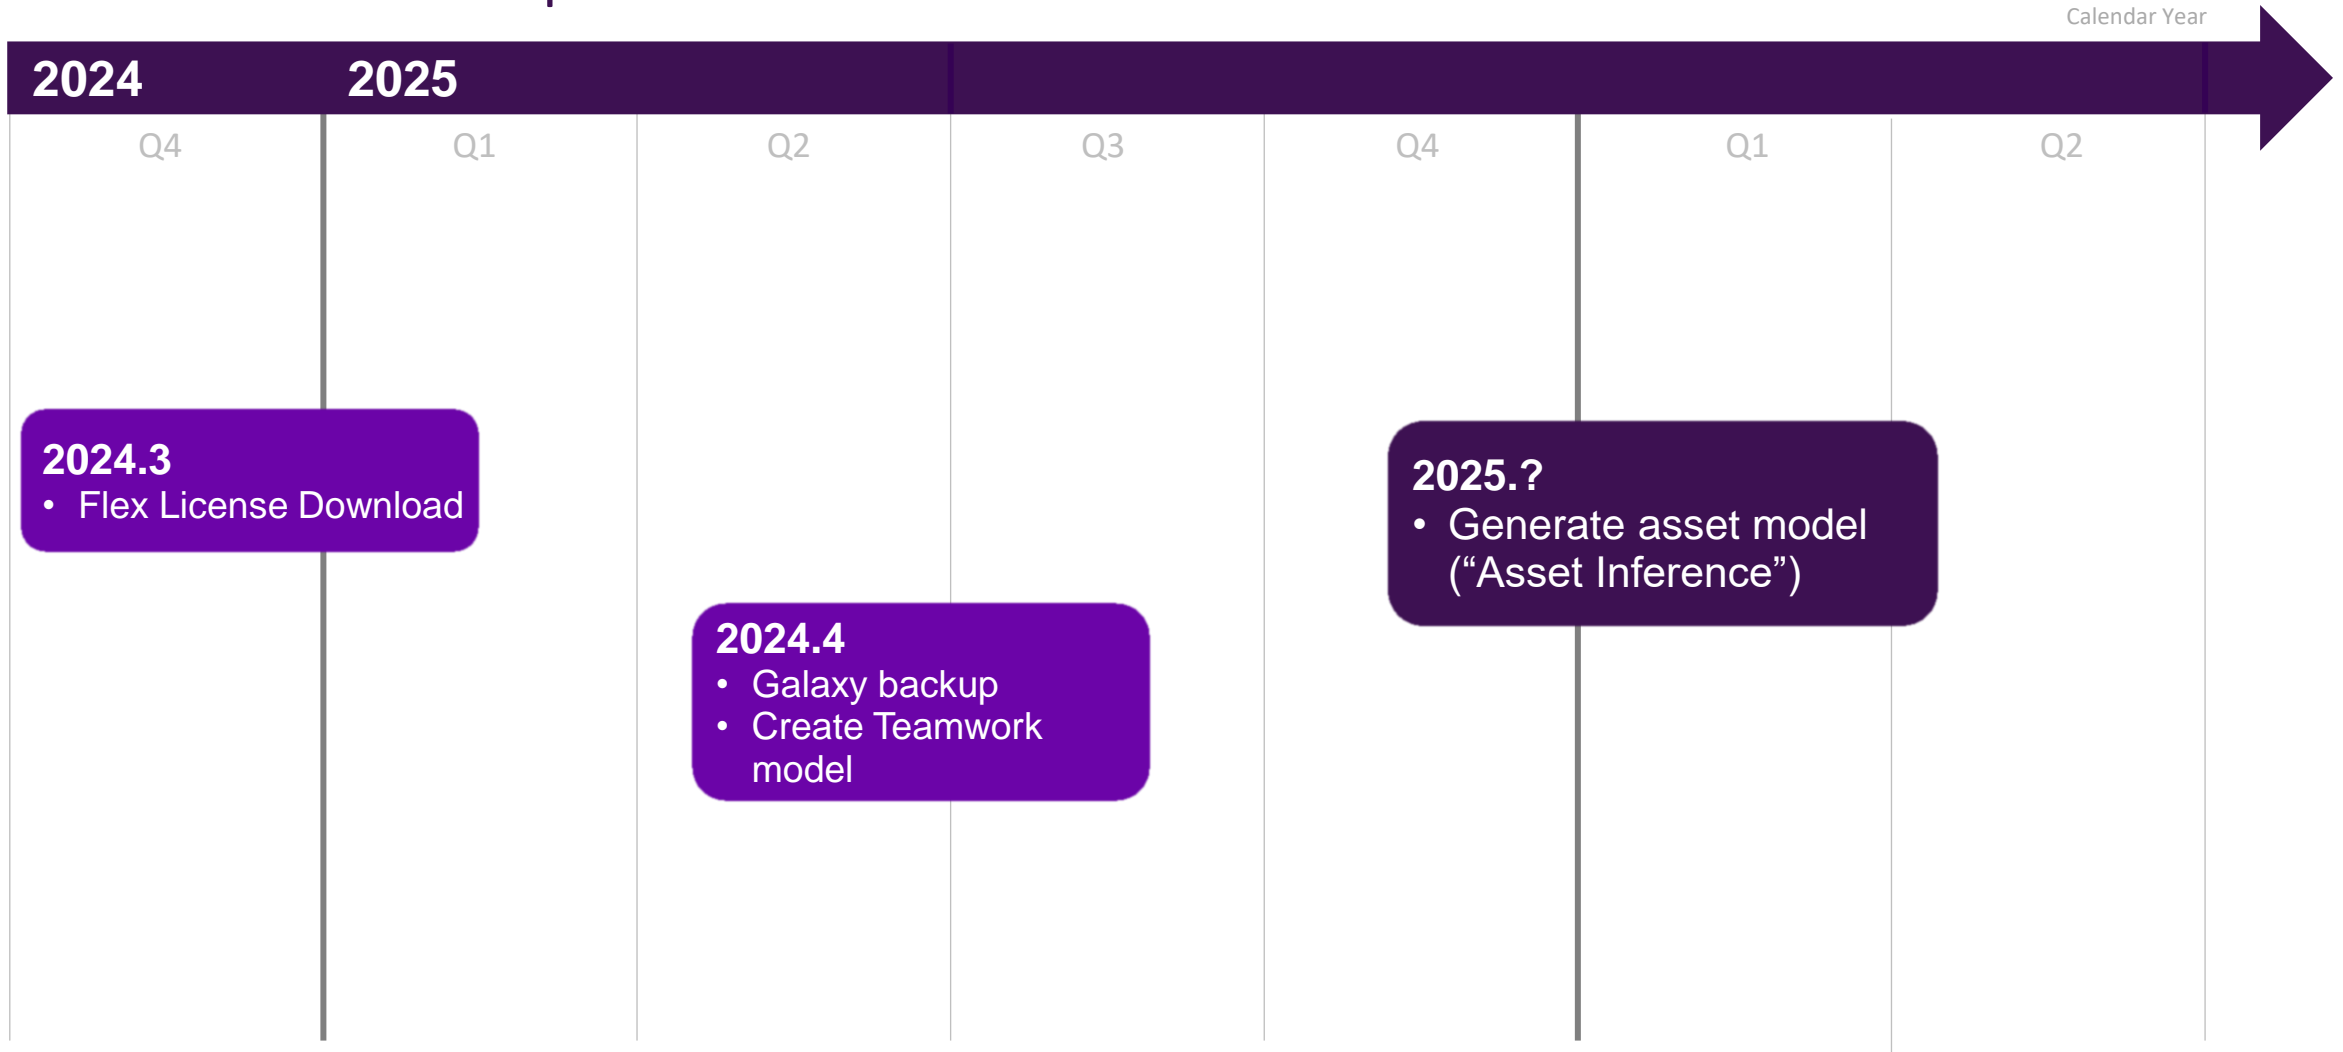 Calendar Year
2024 2025
Q4 Q1 Q2 Q3 Q4 Q1 Q2
2024.3
• Flex License Download
2025.?
• Generate asset model
(“Asset Inference”)
2024.4
• Galaxy backup
• Create Teamwork
model